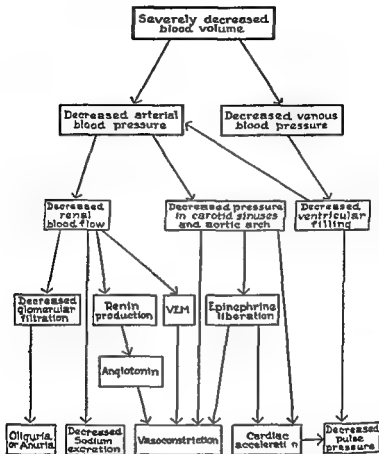 Severely decreased
blood volume
Decreased arterial
blood pressure
Decreased venous
blood pressure
Decreased
renal
blood flow
Decreased pressure
in carotid sinuses
and aortic arch
Decreased
ventricular
filling
Decreased
glomerular
filtration
Renin
production
VEM
Epinephrine
liberation
Angiotonin
Oliguria
or Anuria
Decreased
Sodium
excretion
Vasoconstriction
Cardiac
accelerati n
Decreased
pulse
pressure